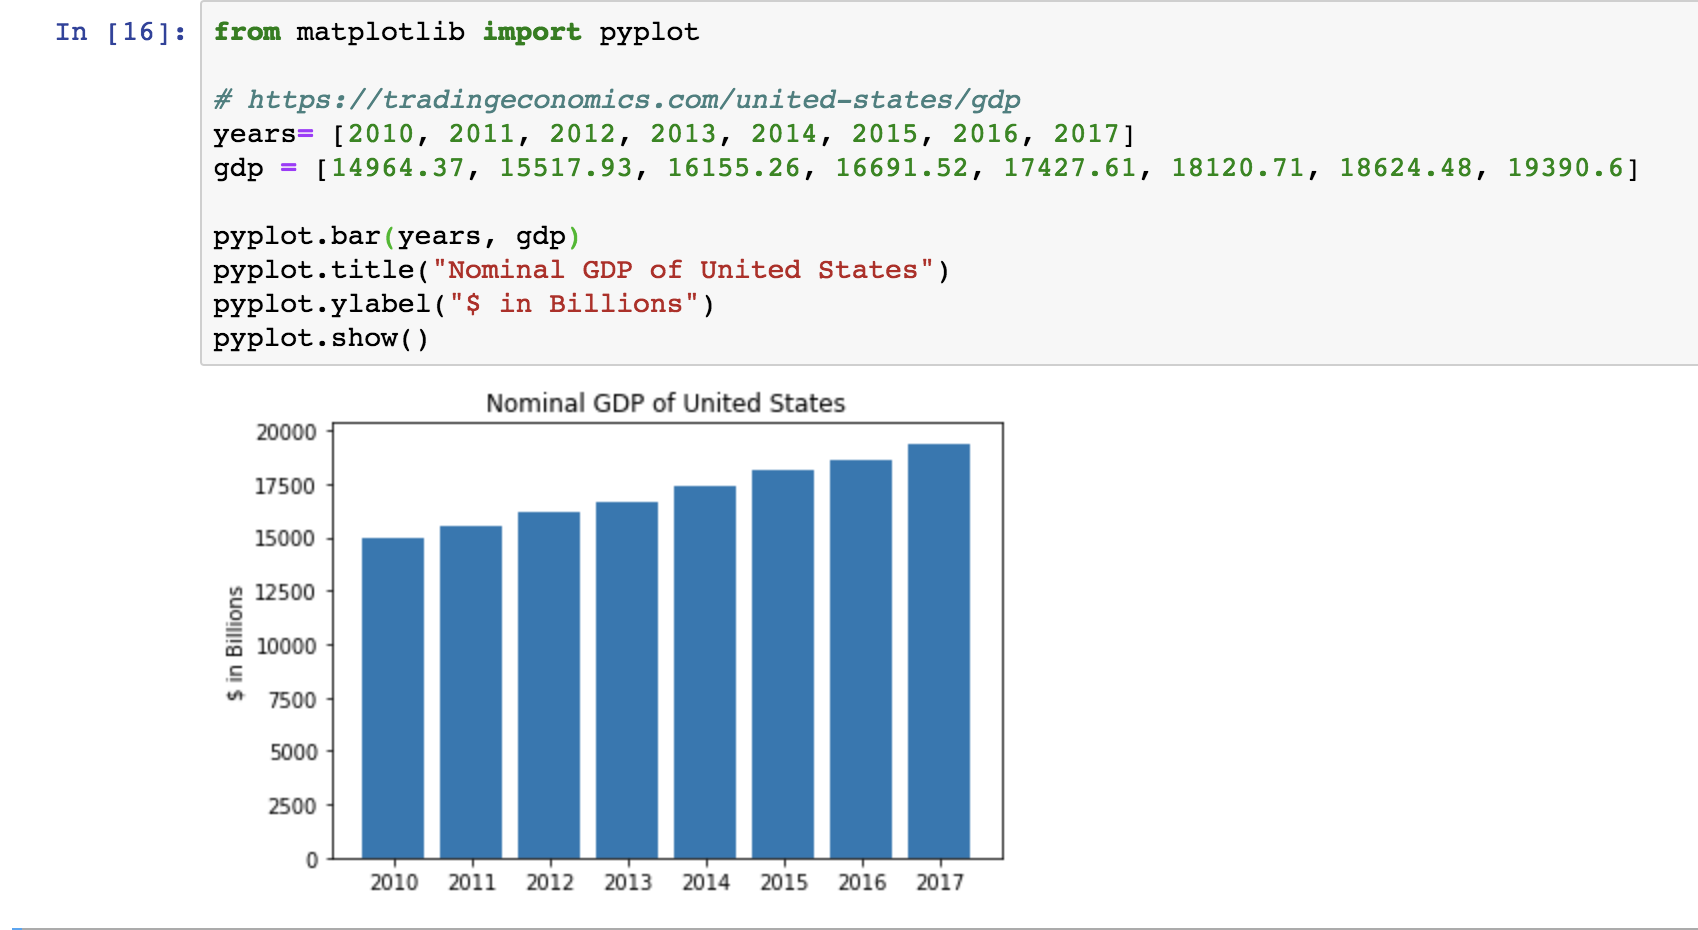 In [16]: from matplotlib import pyplot
# https://tradingeconomics.com/united-states/gdp
years= [2010, 2011, 2012, 2013, 2014, 2015, 2016, 2017]
gdp = [14964.37, 15517.93, 16155.26, 16691.52, 17427.61, 18120.71, 18624.48, 19390.6]
pyplot.bar(years, gdp)
pyplot.title("Nominal GDP of United States")
pyplot.ylabel("$ in Billions")
pyplot.show()
Nominal GDP of United States
20000
17500
15000
12500
10000
7500
5000
2500
0
$ in Billions
2010 2011 2012 2013 2014 2015 2016 2017